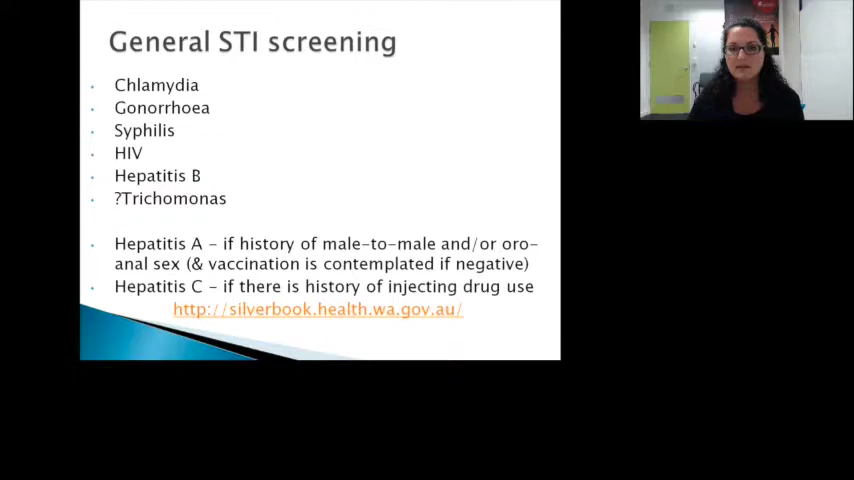 General STI screening
• Chlamydia
• Gonorrhoea
• Syphilis
• HIV
• Hepatitis B
• ?Trichomonas
• Hepatitis A – if history of male-to-male and/or oro-
anal sex (& vaccination is contemplated if negative)
• Hepatitis C – if there is history of injecting drug use
http://silverbook.health.wa.gov.au/